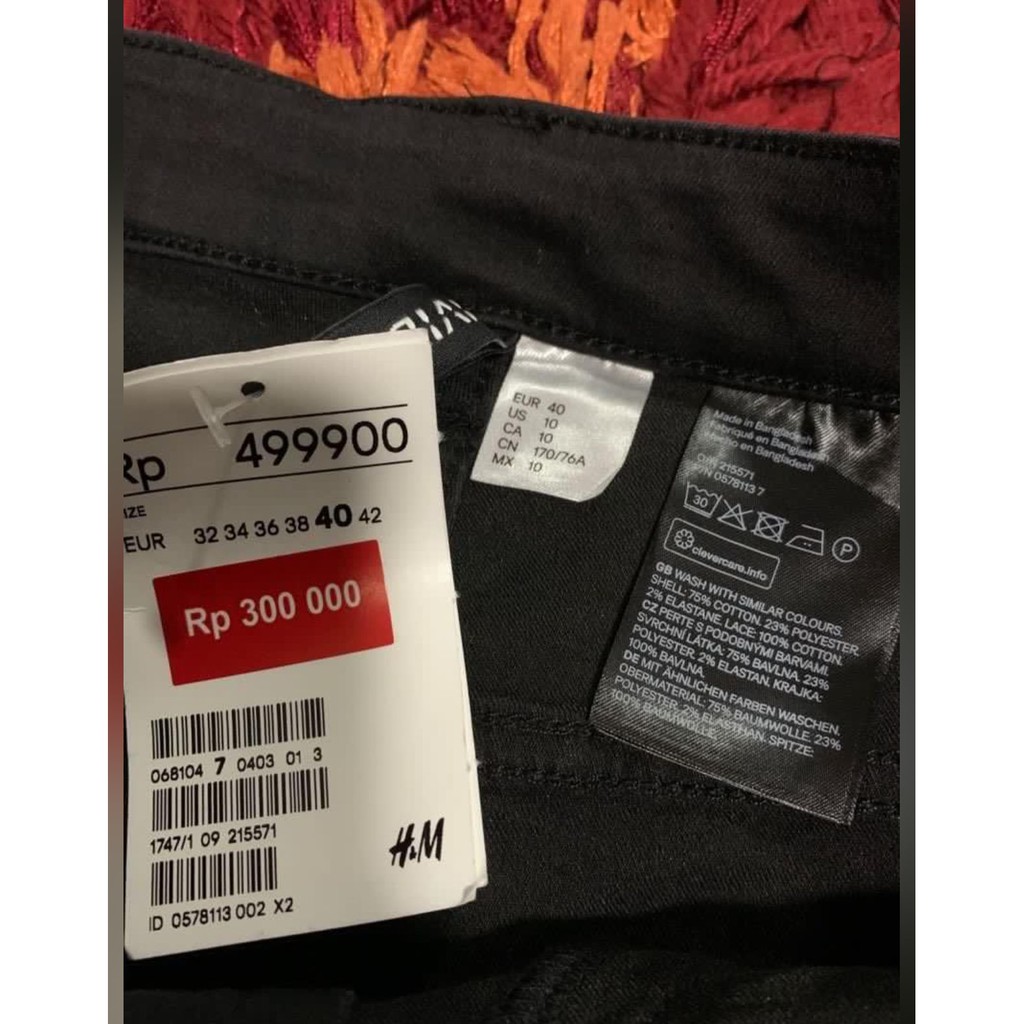 Rp 499900
EUR 32 34 36 38 40 42
Rp 300 000
068104 7 0403 01 3
1747/1 09 215571
H&M
ID 0578113 002 X2
EUR 40
US 10
CA 10
CN 170/76A
MX 10
Made in Bangladesh
Fabriqué en Bangladesh
Hecho en Bangladesh
O/N 215571
P/N 0578113 7
30
P
clevercare.info
GB WASH WITH SIMILAR COLOURS.
SHELL: 75% COTTON. 23% POLYESTER.
2% ELASTANE. LACE: 100% COTTON.
CZ PERTE S PODOBNÝMI BARVAMI
SVRCHNÍ LÁTKA: 75% BAVLNA. 23%
POLYESTER. 2% ELASTAN. KRAJKA:
100% BAVLNA.
DE MIT ÄHNLICHEN FARBEN WASCHEN.
OBERMATERIAL: 75% BAUMWOLLE. 23%
POLYESTER. 2% ELASTHAN. SPITZE:
100% BAUMWOLLE.